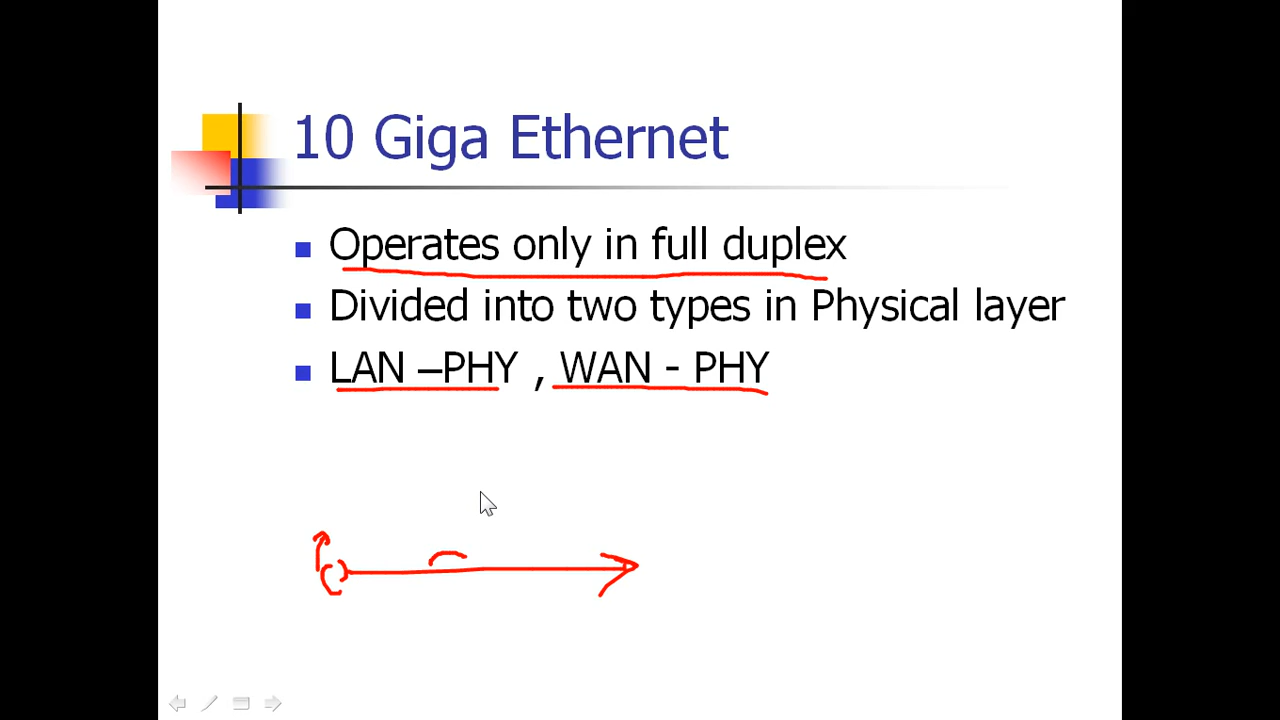 10 Giga Ethernet
Operates only in full duplex
Divided into two types in Physical layer
LAN –PHY , WAN - PHY